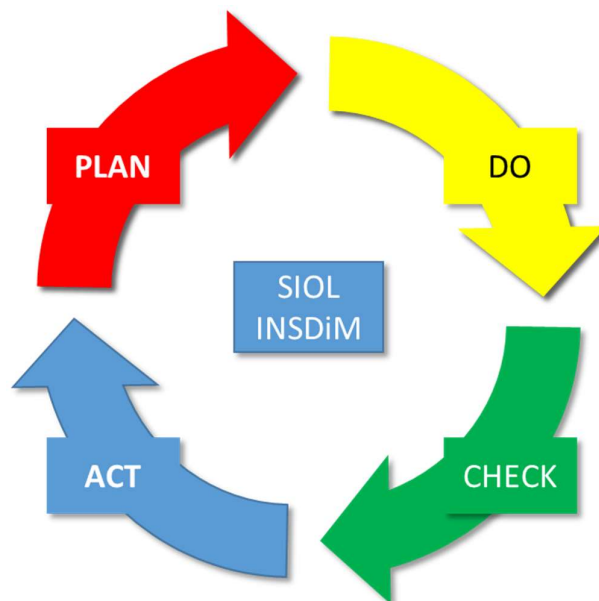 PLAN
DO
SIOL
INSDiM
ACT
CHECK